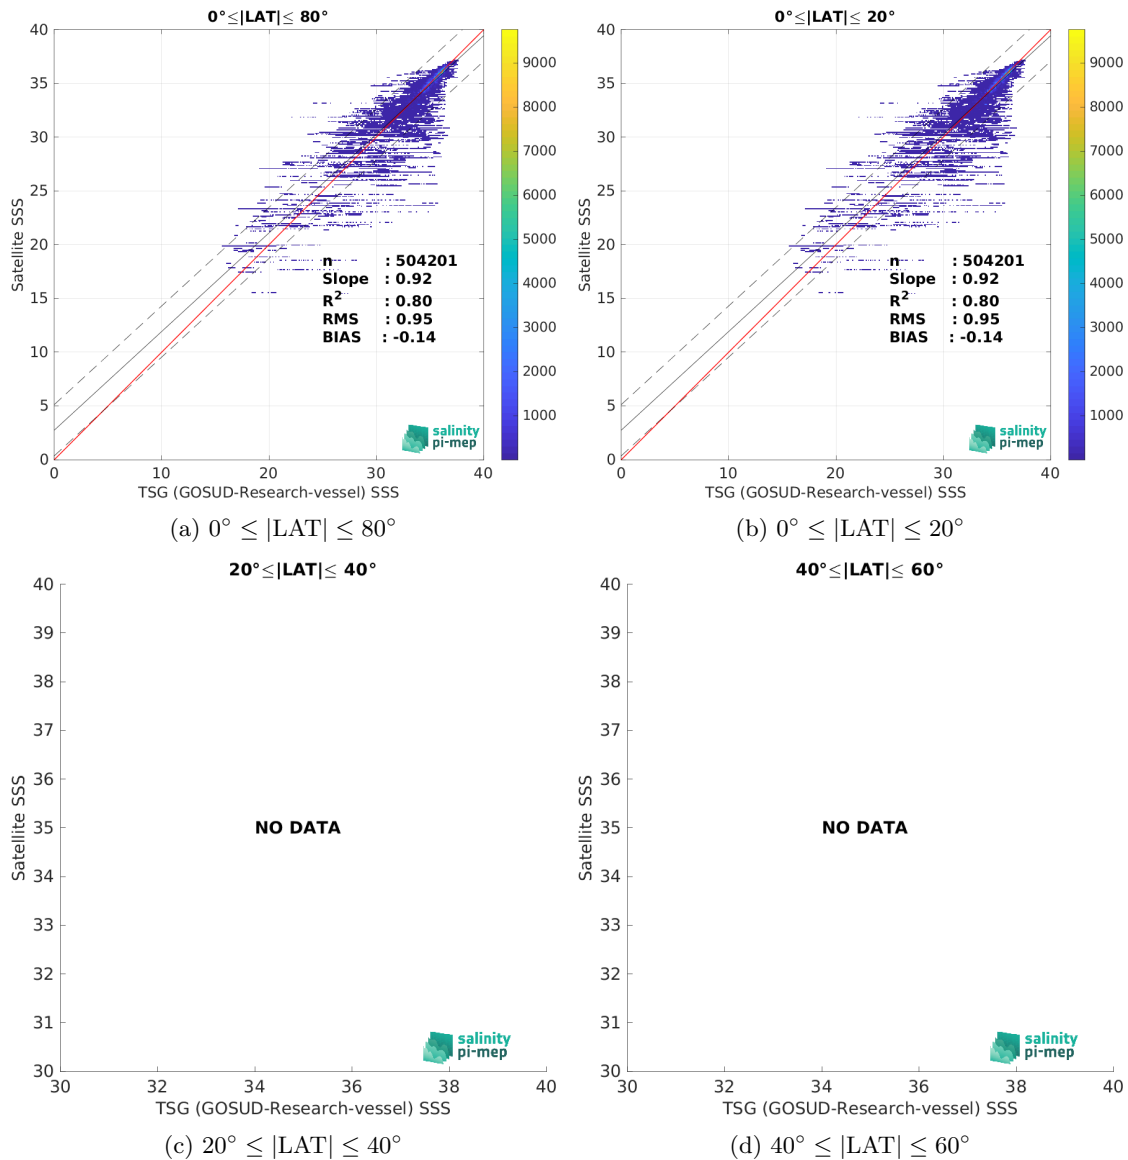 0°≤|LAT|≤ 80°
40
35
30
25
20
15
10
5
0
Satellite SSS
n : 504201
Slope : 0.92
R2 : 0.80
RMS : 0.95
BIAS : -0.14
salinity
pi-mep
0 10 20 30 40
TSG (GOSUD-Research-vessel) SSS
9000
8000
7000
6000
5000
4000
3000
2000
1000
(a) 0° ≤ |LAT| ≤ 80°
0°≤|LAT|≤ 20°
40
35
30
25
20
15
10
5
0
Satellite SSS
n : 504201
Slope : 0.92
R2 : 0.80
RMS : 0.95
BIAS : -0.14
salinity
pi-mep
0 10 20 30 40
TSG (GOSUD-Research-vessel) SSS
9000
8000
7000
6000
5000
4000
3000
2000
1000
(b) 0° ≤ |LAT| ≤ 20°
20°≤|LAT|≤ 40°
40
39
38
37
36
35
34
33
32
31
30
Satellite SSS
NO DATA
salinity
pi-mep
30 32 34 36 38 40
TSG (GOSUD-Research-vessel) SSS
(c) 20° ≤ |LAT| ≤ 40°
40°≤|LAT|≤ 60°
40
39
38
37
36
35
34
33
32
31
30
Satellite SSS
NO DATA
salinity
pi-mep
30 32 34 36 38 40
TSG (GOSUD-Research-vessel) SSS
(d) 40° ≤ |LAT| ≤ 60°